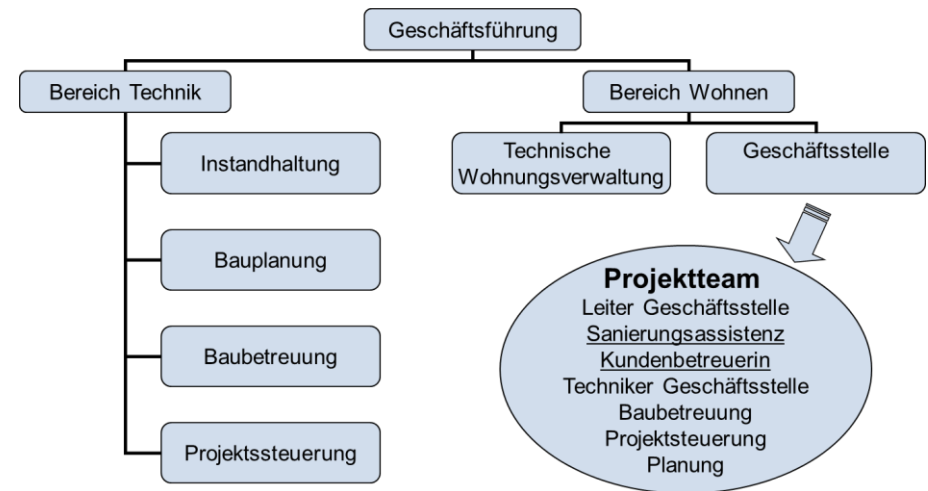 Geschäftsführung
Bereich Technik
Bereich Wohnen
Instandhaltung
Bauplanung
Baubetreuung
Projektssteuerung
Technische
Wohnungsverwaltung
Geschäftsstelle
Projektteam
Leiter Geschäftsstelle
Sanierungsassistenz
Kundenbetreuerin
Techniker Geschäftsstelle
Baubetreuung
Projektsteuerung
Planung